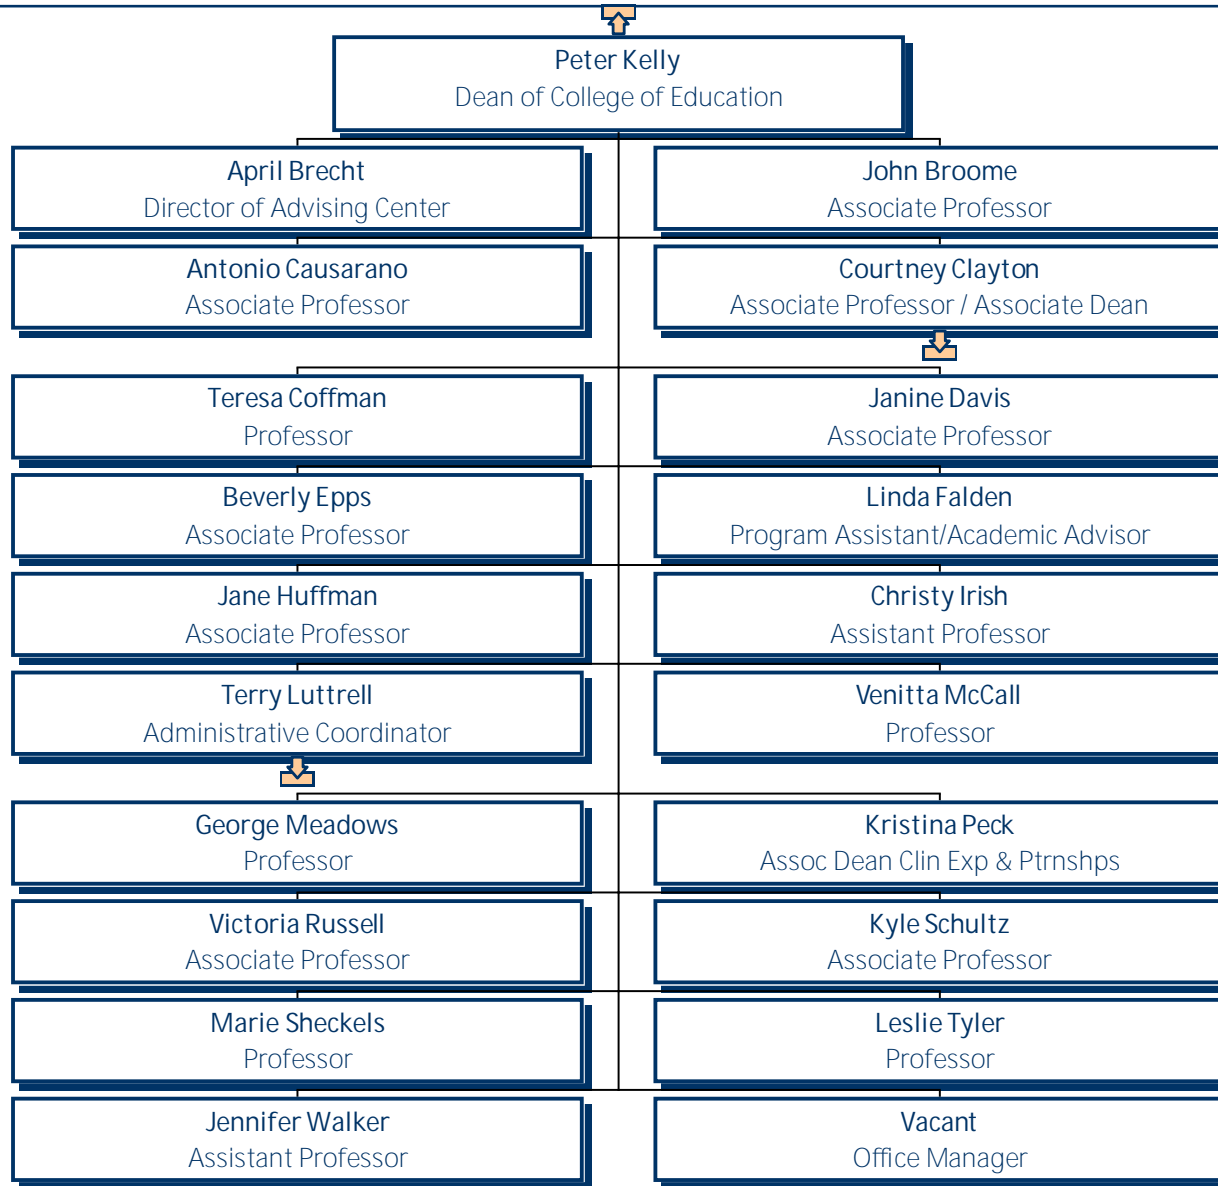 Peter Kelly
Dean of College of Education
April Brecht
Director of Advising Center
John Broome
Associate Professor
Antonio Causarano
Associate Professor
Courtney Clayton
Associate Professor / Associate Dean
Teresa Coffman
Professor
Janine Davis
Associate Professor
Beverly Epps
Associate Professor
Linda Falden
Program Assistant/Academic Advisor
Jane Huffman
Associate Professor
Christy Irish
Assistant Professor
Terry Luttrell
Administrative Coordinator
Venitta McCall
Professor
George Meadows
Professor
Kristina Peck
Assoc Dean Clin Exp & Ptrnshps
Victoria Russell
Associate Professor
Kyle Schultz
Associate Professor
Marie Sheckels
Professor
Leslie Tyler
Professor
Jennifer Walker
Assistant Professor
Vacant
Office Manager